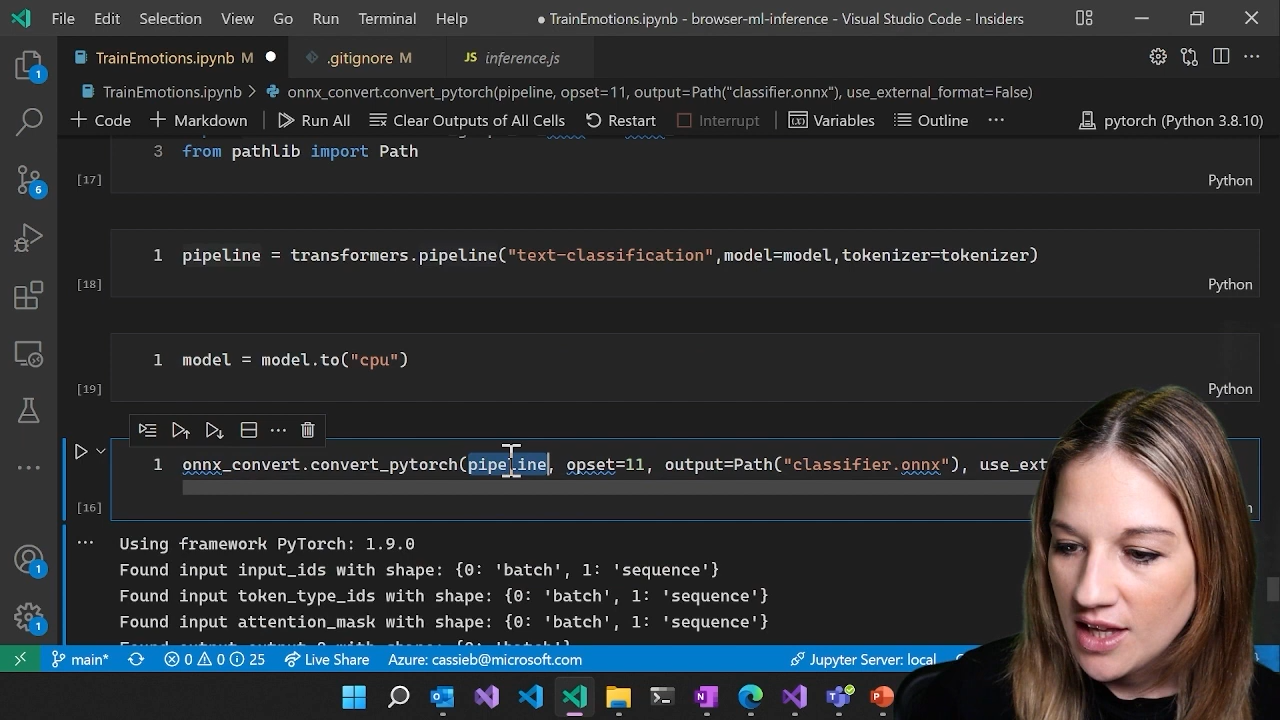 File Edit Selection View Go Run Terminal Help ● TrainEmotions.ipynb - browser-ml-inference - Visual Studio Code - Insiders
TrainEmotions.ipynb M ● .gitignore M JS inference.js
TrainEmotions.ipynb > onnx_convert.convert_pytorch(pipeline, opset=11, output=Path("classifier.onnx"), use_external_format=False)
+ Code + Markdown Run All Clear Outputs of All Cells Restart Interrupt Variables Outline ... pytorch (Python 3.8.10)
3 from pathlib import Path
[17] Python
1 pipeline = transformers.pipeline("text-classification",model=model,tokenizer=tokenizer)
[18] Python
1 model = model.to("cpu")
[19] Python
1 onnx_convert.convert_pytorch(pipeline, opset=11, output=Path("classifier.onnx"), use_ext
[16]
... Using framework PyTorch: 1.9.0
Found input input_ids with shape: {0: 'batch', 1: 'sequence'}
Found input token_type_ids with shape: {0: 'batch', 1: 'sequence'}
Found input attention_mask with shape: {0: 'batch', 1: 'sequence'}
main* 0 0 25 Live Share Azure: cassieb@microsoft.com Jupyter Server: local
1
6
1
1